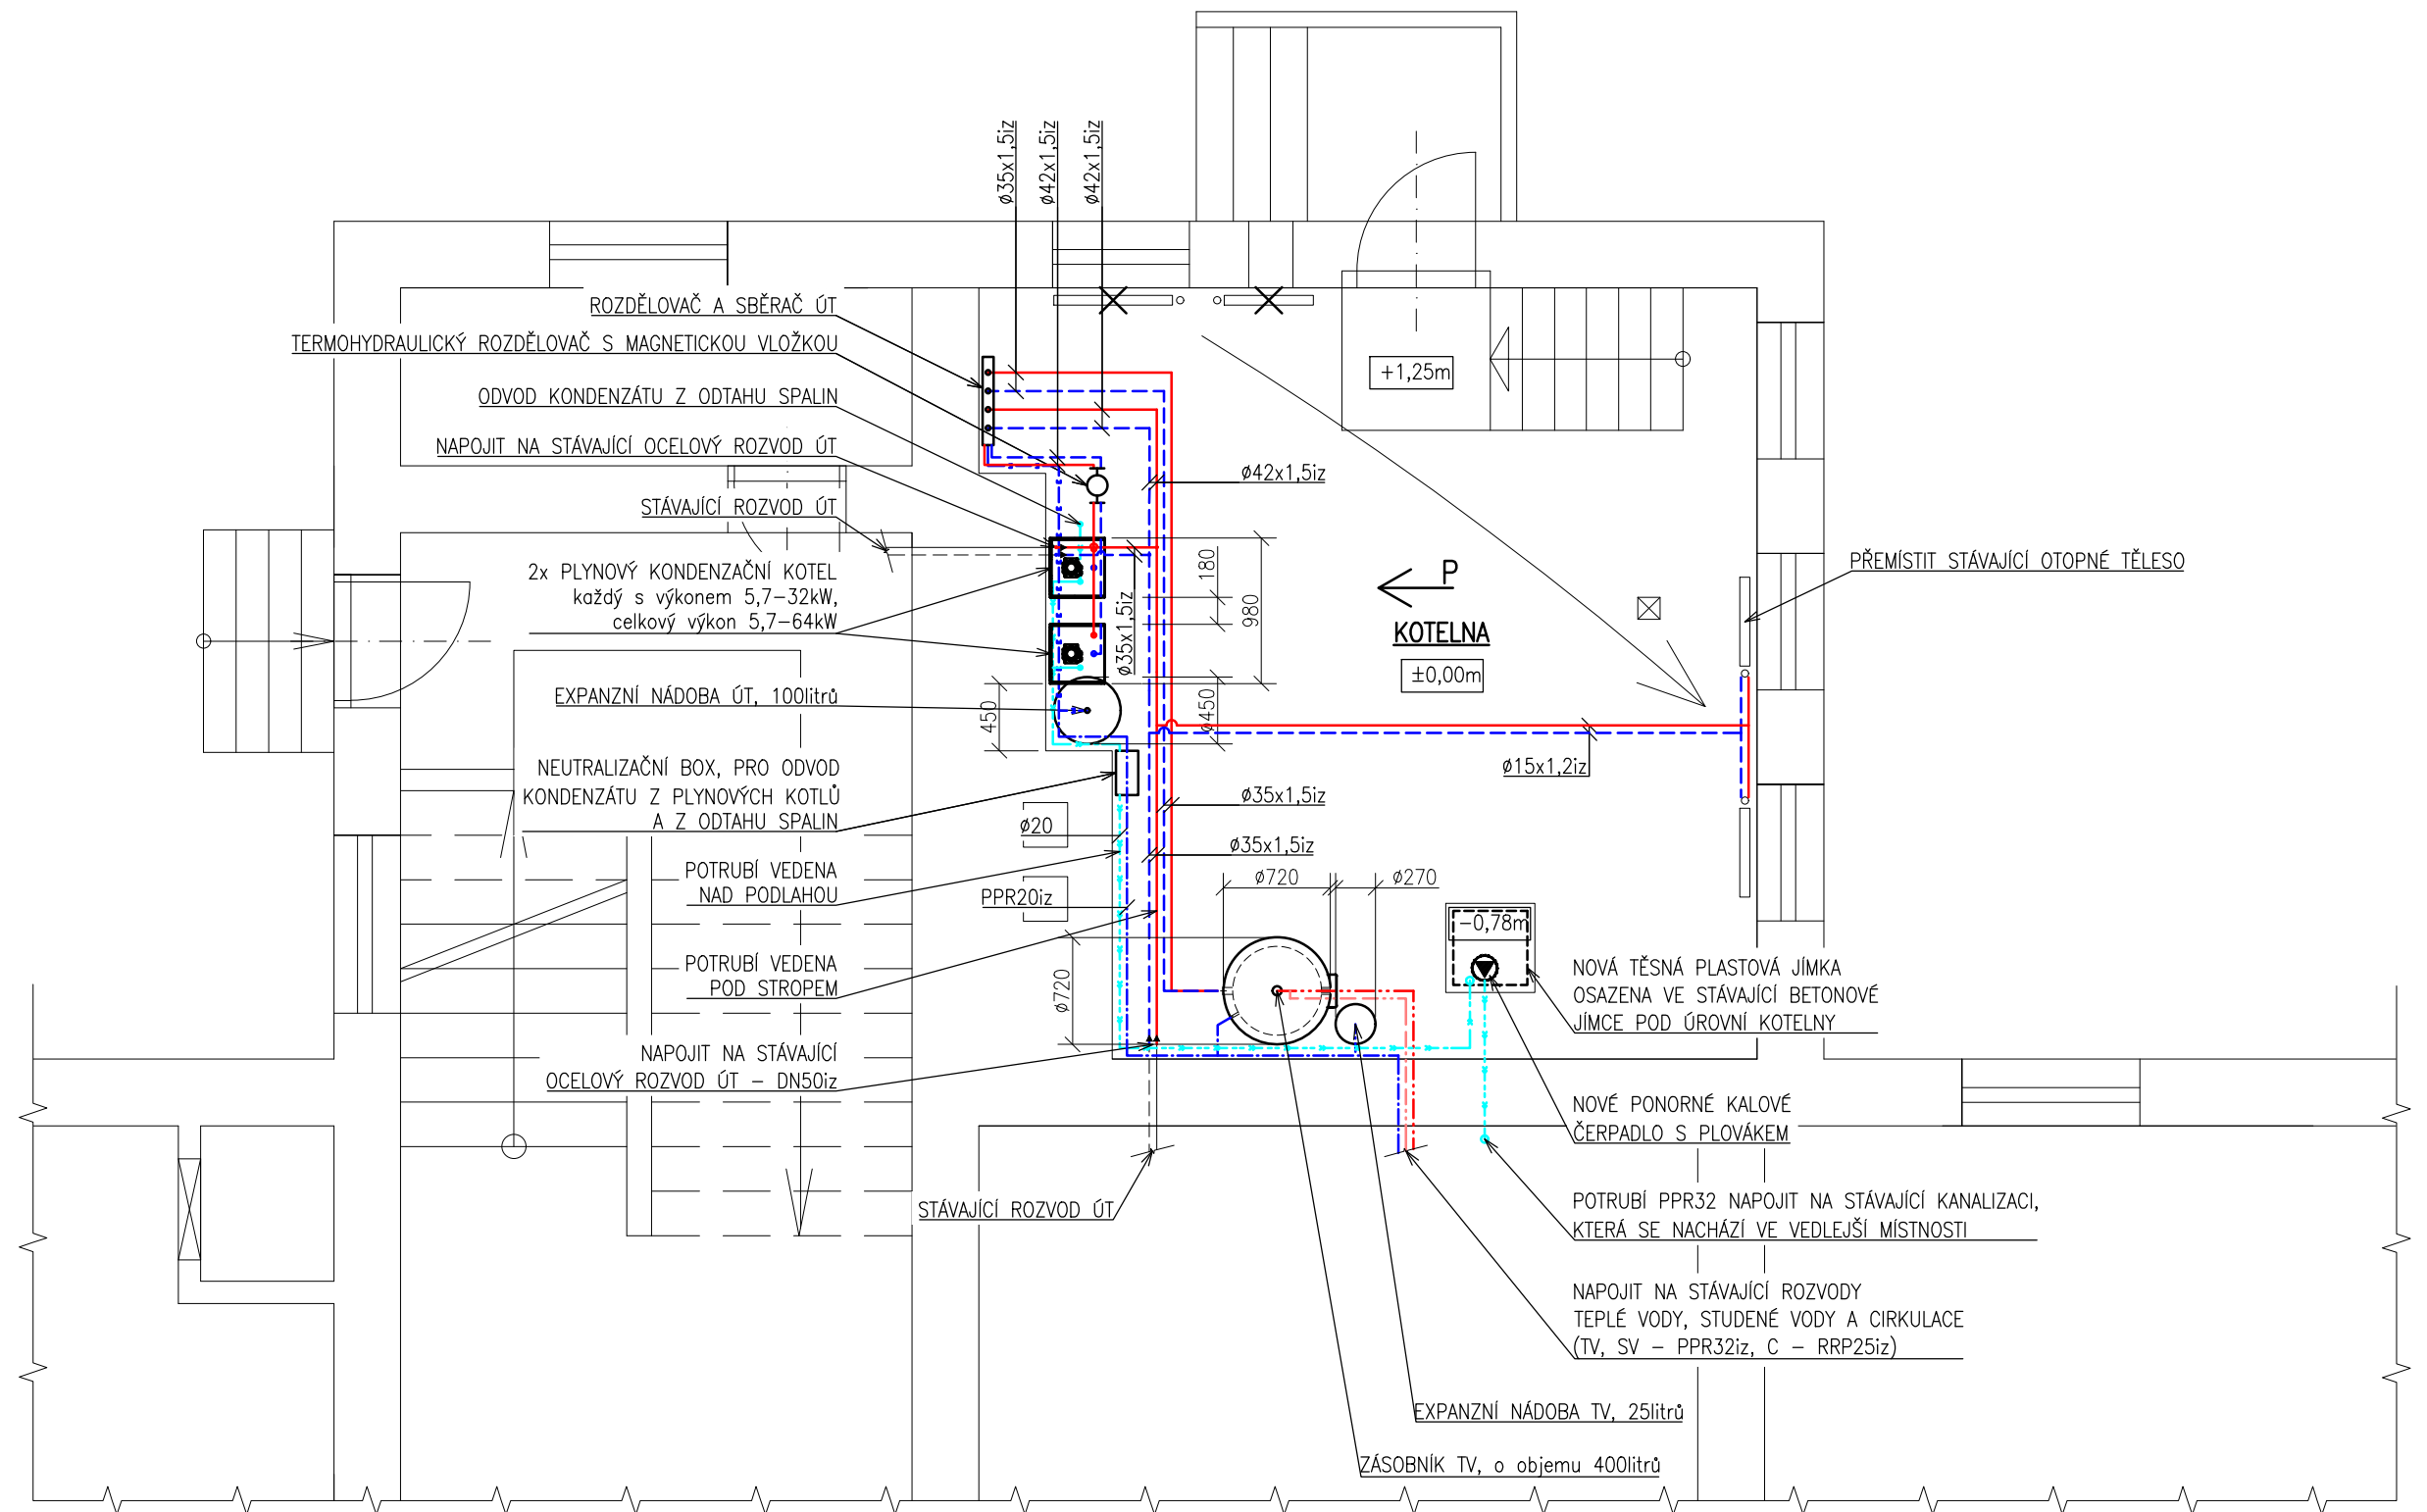 ø35x1,5iz
ø42x1,5iz
ø42x1,5iz
ROZDĚLOVAČ A SBĚRAČ ÚT
TERMOHYDRAULICKÝ ROZDĚLOVAČ S MAGNETICKOU VLOŽKOU
ODVOD KONDENZÁTU Z ODTAHU SPALIN
NAPOJIT NA STÁVAJÍCÍ OCELOVÝ ROZVOD ÚT
STÁVAJÍCÍ ROZVOD ÚT
2x PLYNOVÝ KONDENZAČNÍ KOTEL
každý s výkonem 5,7-32kW,
celkový výkon 5,7-64kW
EXPANZNÍ NÁDOBA ÚT, 100litrů
NEUTRALIZAČNÍ BOX, PRO ODVOD
KONDENZÁTU Z PLYNOVÝCH KOTLŮ
A Z ODTAHU SPALIN
POTRUBÍ VEDENA
NAD PODLAHOU
POTRUBÍ VEDENA
POD STROPEM
NAPOJIT NA STÁVAJÍCÍ
OCELOVÝ ROZVOD ÚT - DN50iz
STÁVAJÍCÍ ROZVOD ÚT
+1,25m
ø42x1,5iz
180
980
ø35x1,5iz
450
ø450
P
KOTELNA
±0,00m
PŘEMÍSTIT STÁVAJÍCÍ OTOPNÉ TĚLESO
ø15x1,2iz
ø35x1,5iz
ø20
ø35x1,5iz
PPR20iz
ø720
ø270
ø720
-0,78m
NOVÁ TĚSNÁ PLASTOVÁ JÍMKA
OSAZENA VE STÁVAJÍCÍ BETONOVÉ
JÍMCE POD ÚROVNÍ KOTELNY
NOVÉ PONORNÉ KALOVÉ
ČERPADLO S PLOVÁKEM
POTRUBÍ PPR32 NAPOJIT NA STÁVAJÍCÍ KANALIZACI,
KTERÁ SE NACHÁZÍ VE VEDLEJŠÍ MÍSTNOSTI
NAPOJIT NA STÁVAJÍCÍ ROZVODY
TEPLÉ VODY, STUDENÉ VODY A CIRKULACE
(TV, SV - PPR32iz, C - RRP25iz)
EXPANZNÍ NÁDOBA TV, 25litrů
ZÁSOBNÍK TV, o objemu 400litrů